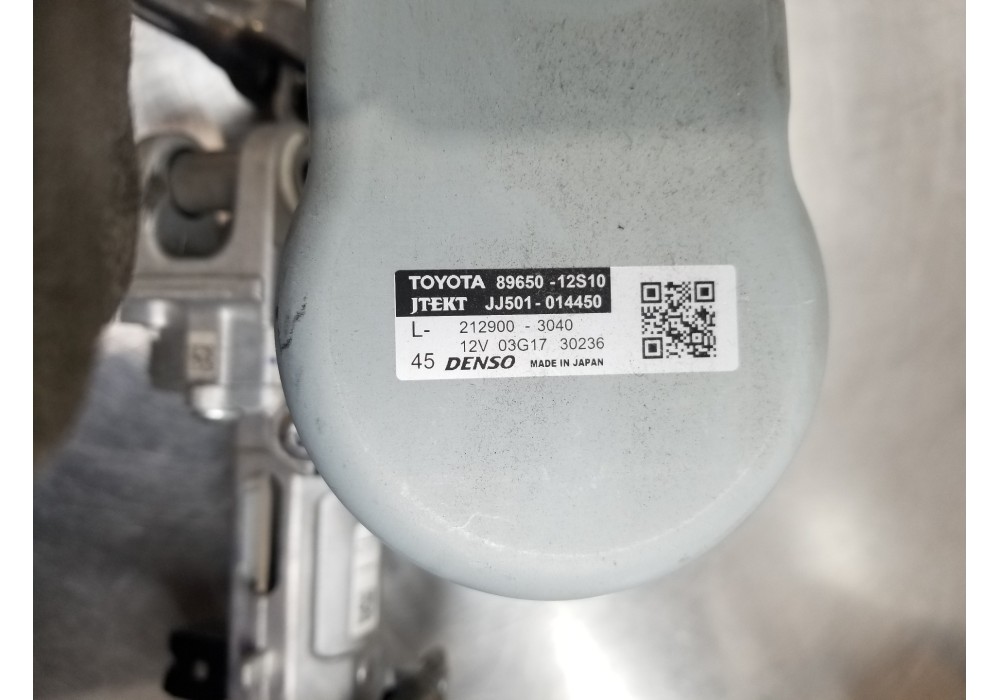 TOYOTA 89650 -12S10
JTEKT JJ501- 014450
L- 212900 - 3040
12V 03G17 30236
45 DENSO MADE IN JAPAN